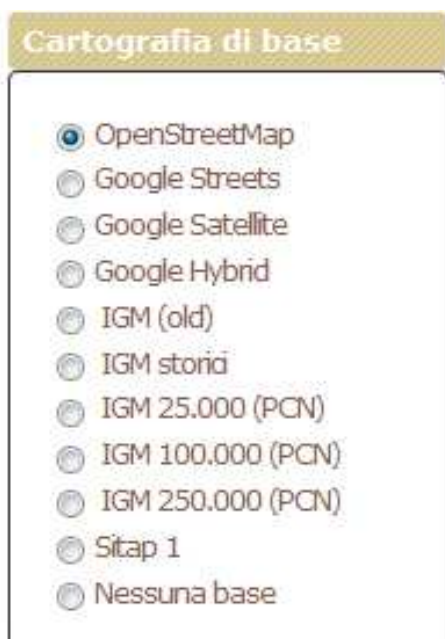 Cartografia di base
OpenStreetMap
Google Streets
Google Satellite
Google Hybrid
IGM (old)
IGM storici
IGM 25.000 (PCN)
IGM 100.000 (PCN)
IGM 250.000 (PCN)
Sitap 1
Nessuna base